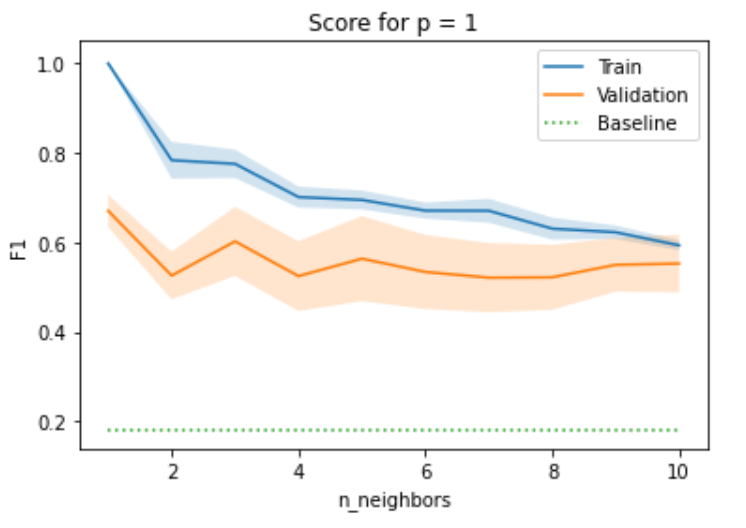 Score for p = 1
1.0
0.8
0.6
0.4
0.2
F1
Train
Validation
Baseline
2
4
6
8
10
n_neighbors